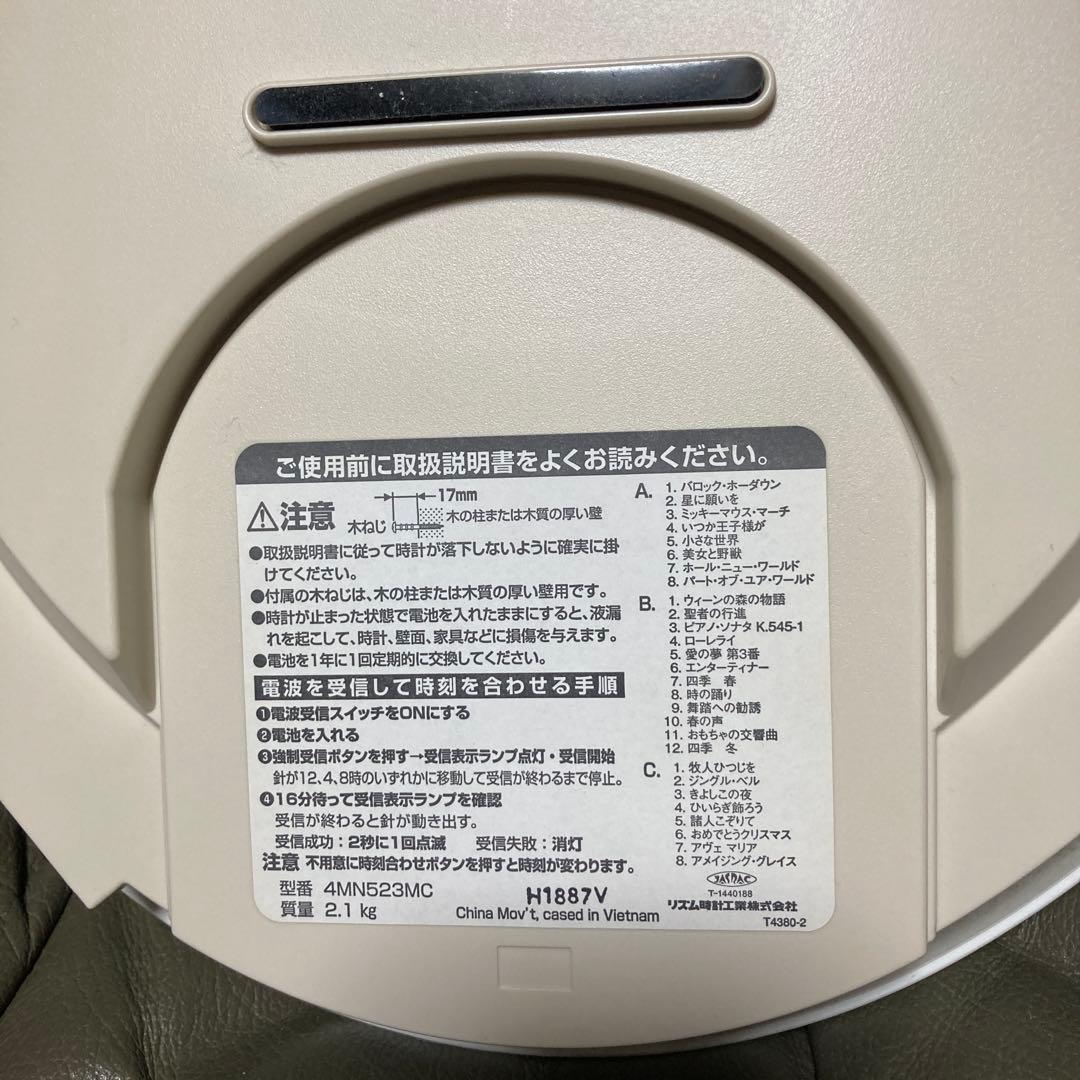 ご使用前に取扱説明書をよくお読みください。
注意
17mm
木ねじ
木の柱または木質の厚い壁
●取扱説明書に従って時計が落下しないように確実に掛
けてください。
●付属の木ねじは、木の柱または木質の厚い壁用です。
●時計が止まった状態で電池を入れたままにすると、液漏
れを起こして、時計、壁面、家具などに損傷を与えます。
●電池を1年に1回定期的に交換してください。
電波を受信して時刻を合わせる手順
❶電波受信スイッチをONにする
❷電池を入れる
❸強制受信ボタンを押す→受信表示ランプ点灯・受信開始
針が12、4、8時のいずれかに移動して受信が終わるまで停止。
❹16分待って受信表示ランプを確認
受信が終わると針が動き出す。
受信成功：2秒に1回点滅 受信失敗：消灯
注意 不用意に時刻合わせボタンを押すと時刻が変わります。
型番 4MN523MC
質量 2.1 kg
H1887V
China Mov't, cased in Vietnam
A. 1. バロック・ホーダウン
2. 星に願いを
3. ミッキーマウス・マーチ
4. いつか王子様が
5. 小さな世界
6. 美女と野獣
7. ホール・ニュー・ワールド
8. パート・オブ・ユア・ワールド
B. 1. ウィーンの森の物語
2. 聖者の行進
3. ピアノ・ソナタ K.545-1
4. ローレライ
5. 愛の夢 第3番
6. エンターティナー
7. 四季 春
8. 時の踊り
9. 舞踏への勧誘
10. 春の声
11. おもちゃの交響曲
12. 四季 冬
C. 1. 牧人ひつじを
2. ジングル・ベル
3. きよしこの夜
4. ひいらぎ飾ろう
5. 諸人こぞりて
6. おめでとうクリスマス
7. アヴェ マリア
8. アメイジング・グレイス
JASRAC
T-1440188
リズム時計工業株式会社
T4380-2